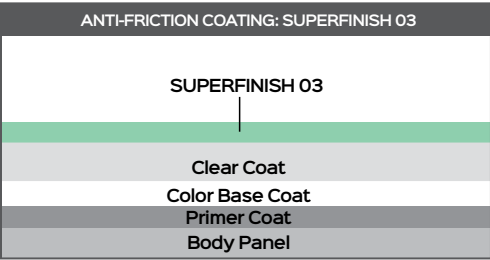 ANTI-FRICTION COATING: SUPERFINISH 03
SUPERFINISH 03
Clear Coat
Color Base Coat
Primer Coat
Body Panel